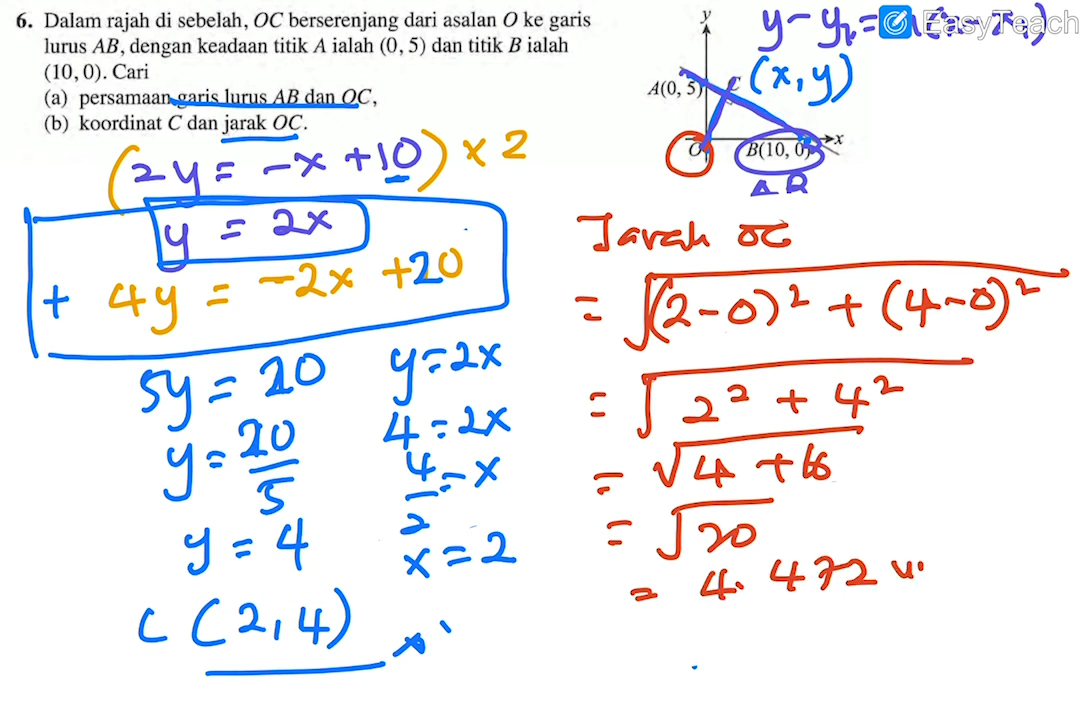 6. Dalam rajah di sebelah, OC berserenjang dari asalan O ke garis
lurus AB, dengan keadaan titik A ialah (0, 5) dan titik B ialah
(10, 0). Cari
(a) persamaan garis lurus AB dan OC,
(b) koordinat C dan jarak OC.
EasyTeach
y
(x, y)
A(0, 5)
C
x
O
B(10, 0)
(2y = -x + 10) x 2
y = 2x
+ 4y = -2x + 20
5y = 20
y = 20/5
y = 4
y = 2x
4 = 2x
4/2 = x
x = 2
C (2, 4)
Jarak OC
= √(2-0)² + (4-0)²
= √2² + 4²
= √4 + 16
= √20
= 4.472